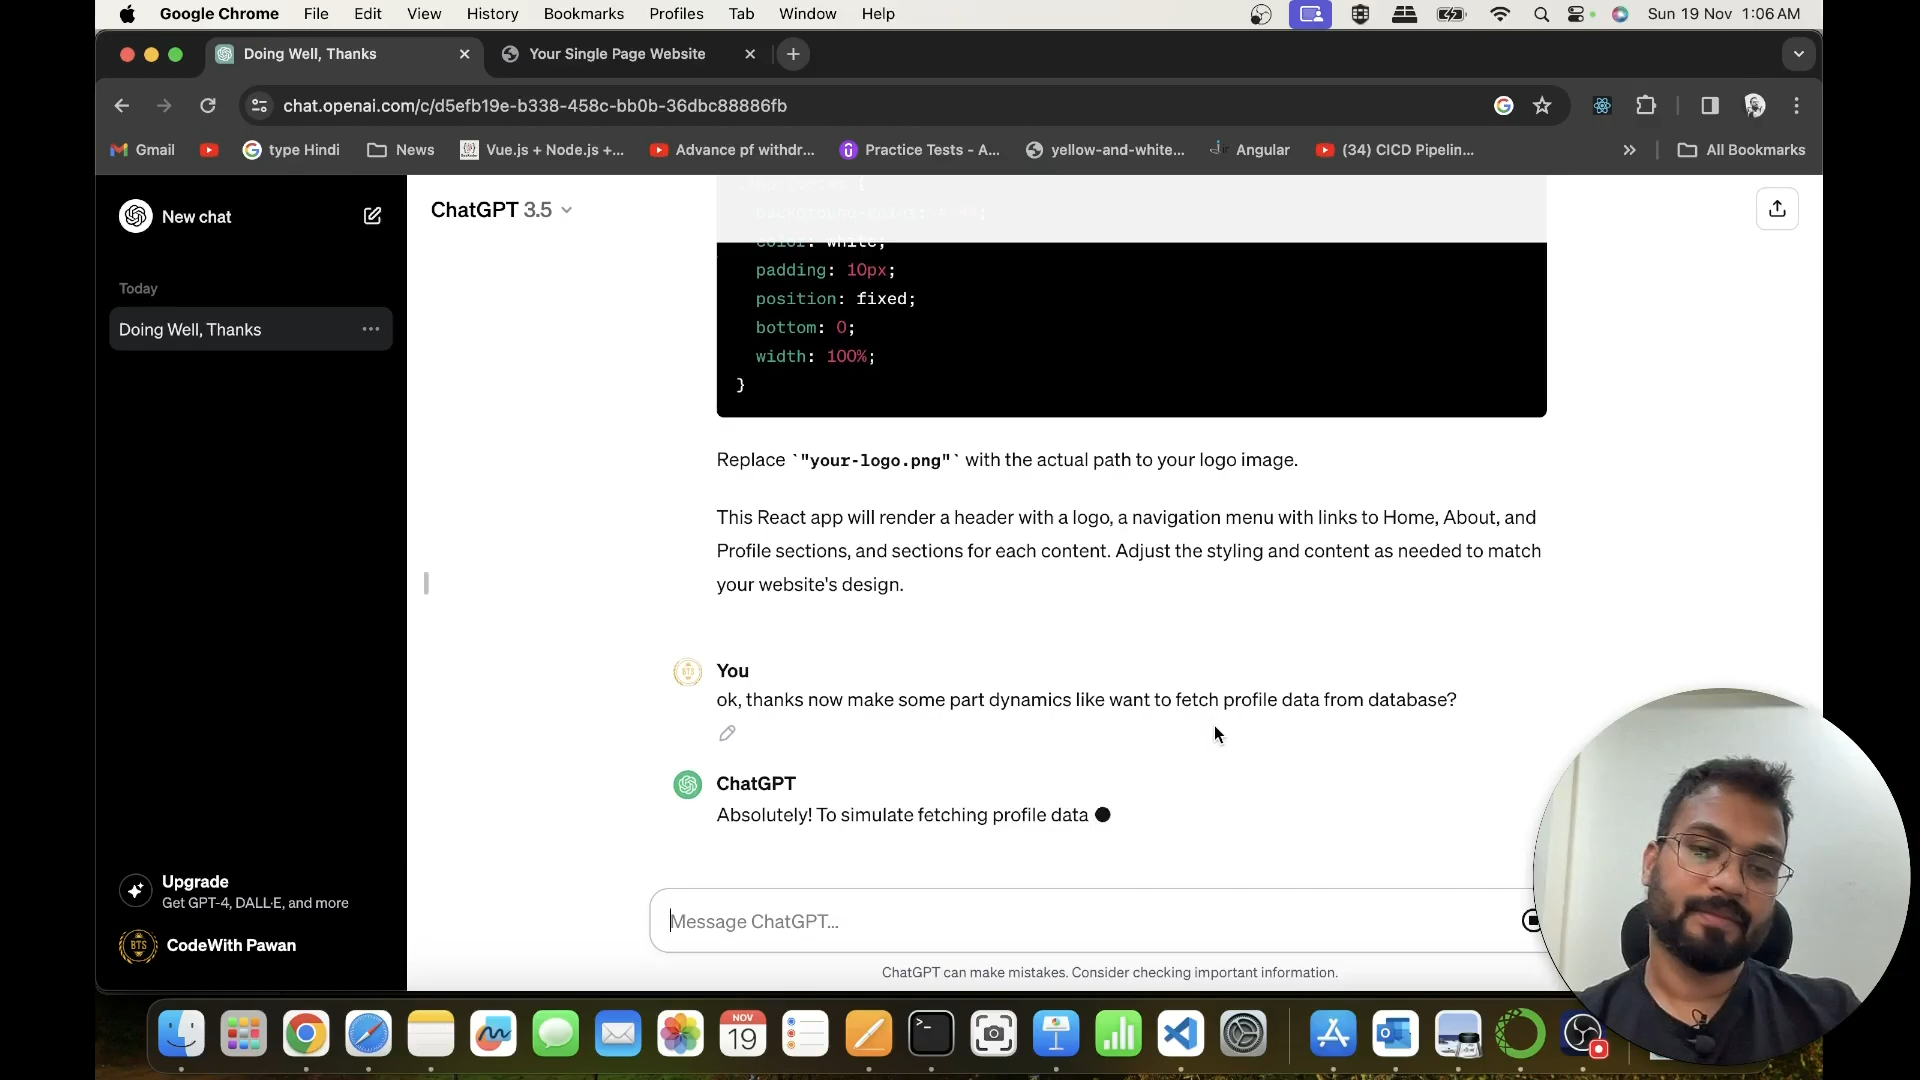 Google Chrome File Edit View History Bookmarks Profiles Tab Window Help Sun 19 Nov 1:06 AM
Doing Well, Thanks Your Single Page Website
chat.openai.com/c/d5efb19e-b338-458c-bb0b-36dbc88886fb
Gmail type Hindi News Vue.js + Node.js +... Advance pf withdr... Practice Tests - A... yellow-and-white... Angular (34) CICD Pipelin... » All Bookmarks
New chat
Today
Doing Well, Thanks ...
Upgrade
Get GPT-4, DALL·E, and more
BTS CodeWith Pawan
ChatGPT 3.5
color: white;
padding: 10px;
position: fixed;
bottom: 0;
width: 100%;
}
Replace `"your-logo.png"` with the actual path to your logo image.
This React app will render a header with a logo, a navigation menu with links to Home, About, and
Profile sections, and sections for each content. Adjust the styling and content as needed to match
your website's design.
BTS You
ok, thanks now make some part dynamics like want to fetch profile data from database?
ChatGPT
Absolutely! To simulate fetching profile data
Message ChatGPT...
ChatGPT can make mistakes. Consider checking important information.
NOV
19